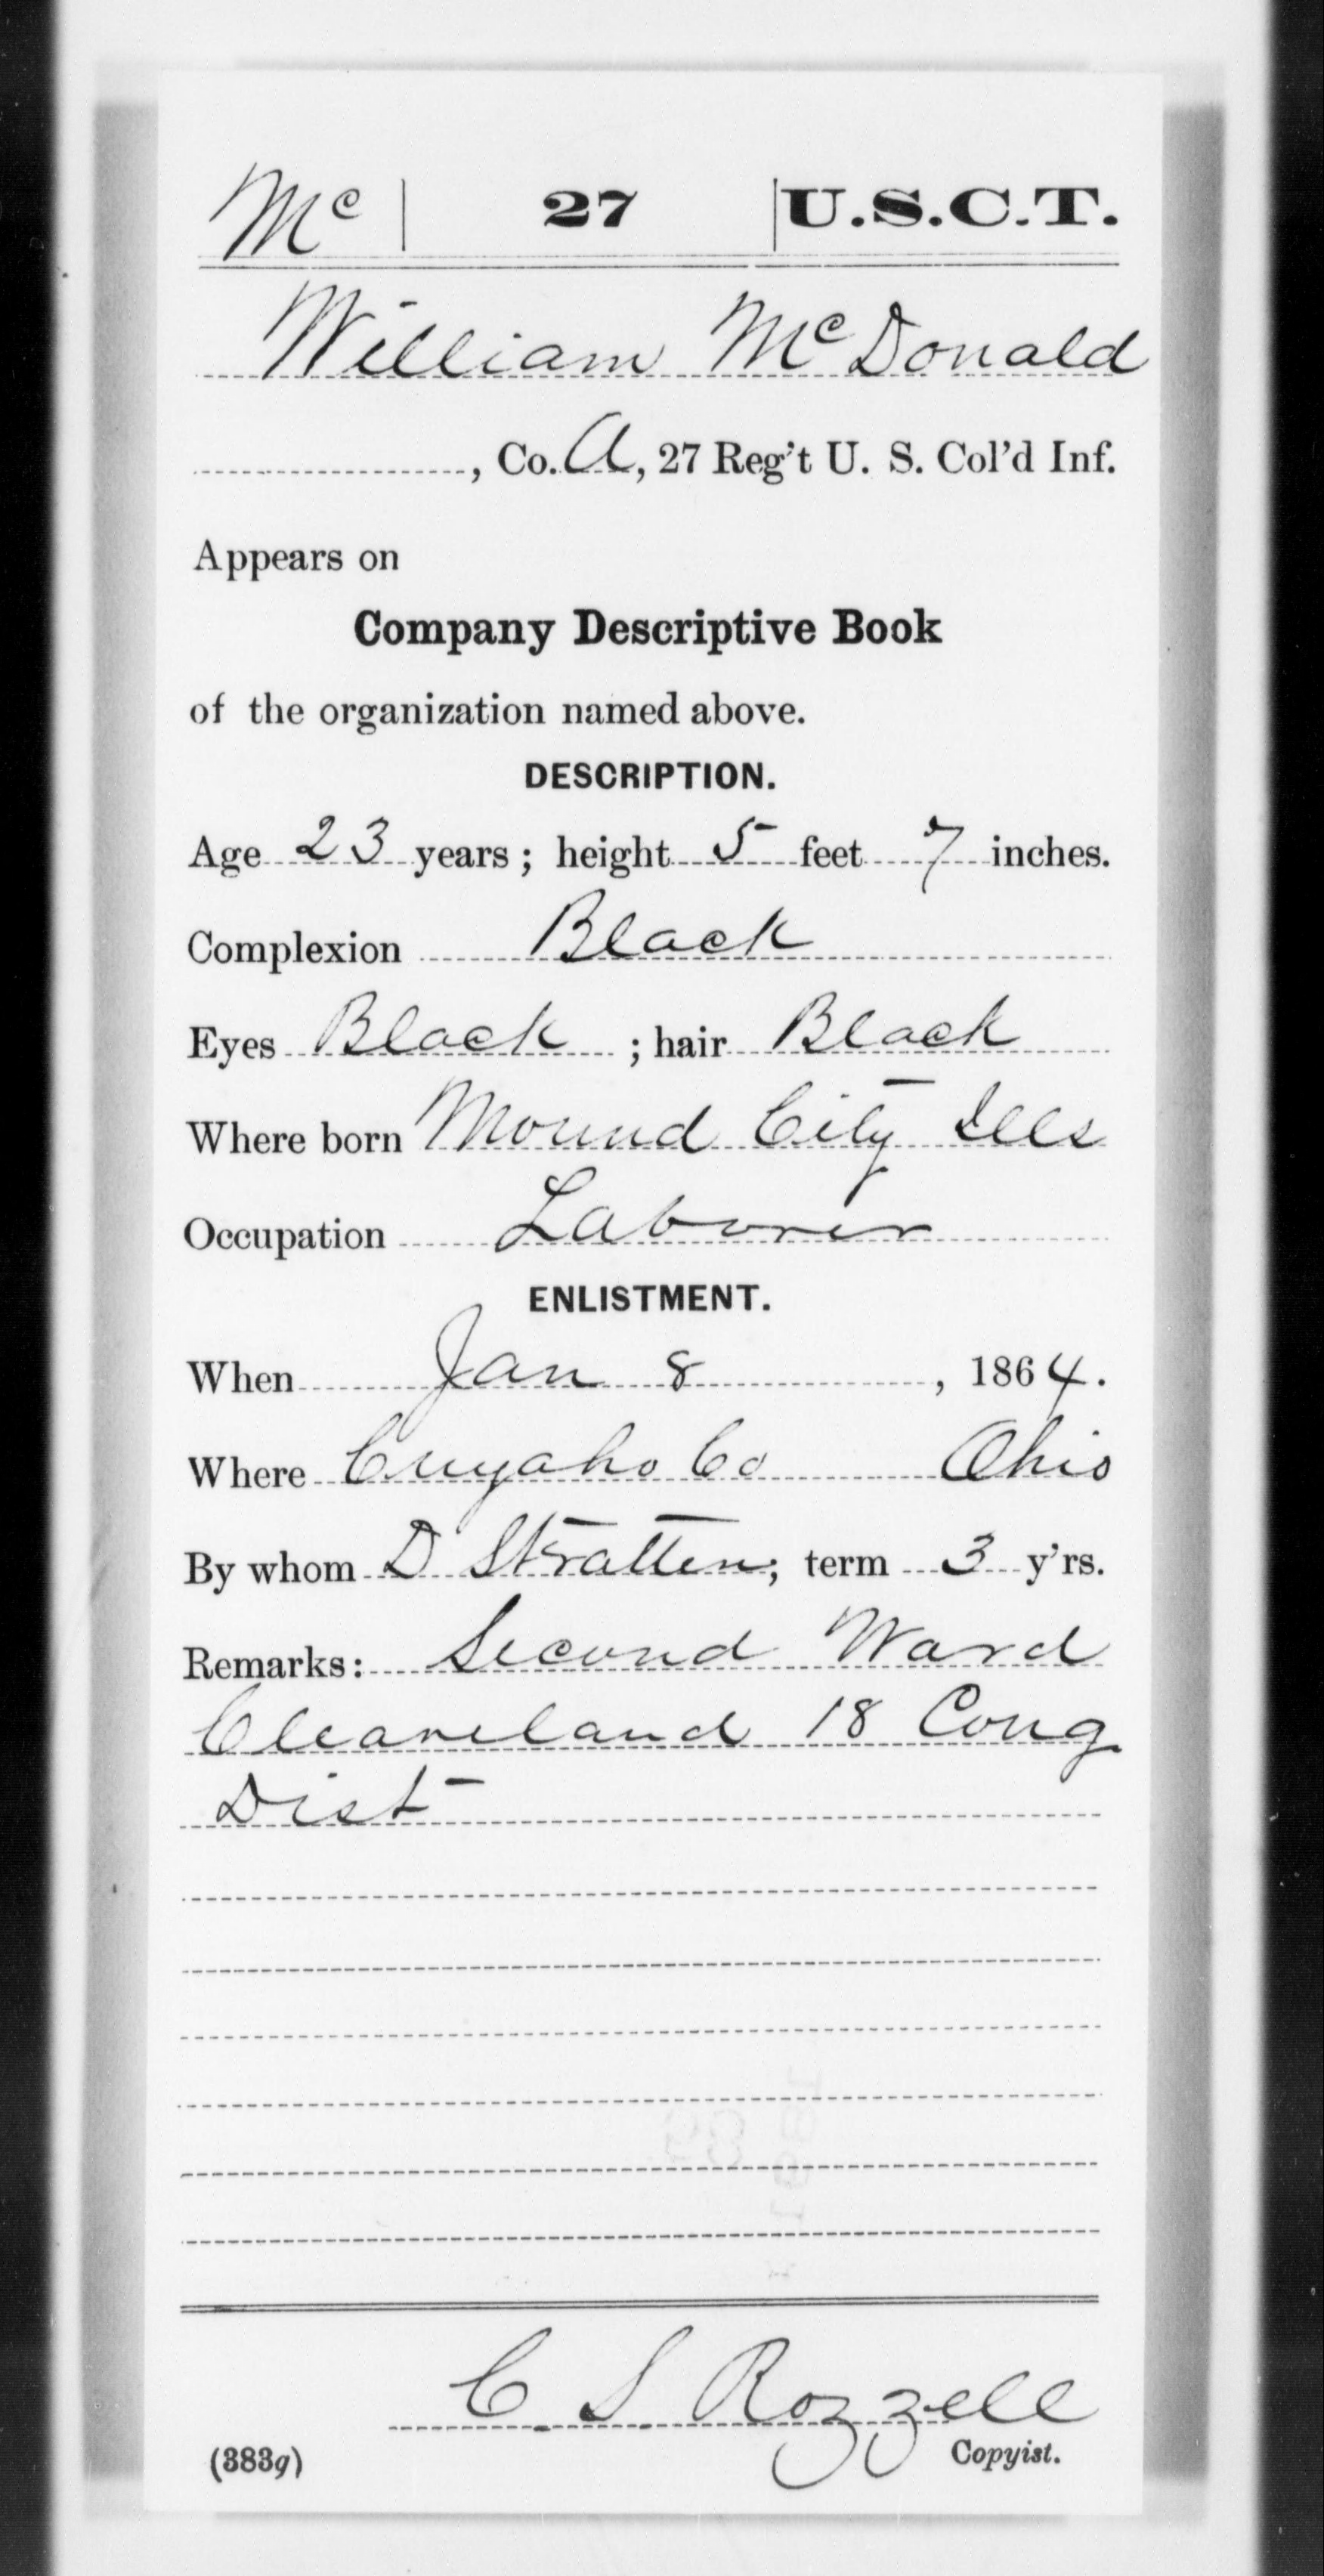 Mc | 27 | U.S.C.T.
William McDonald
, Co. A, 27 Reg't U. S. Col'd Inf.
Appears on
Company Descriptive Book
of the organization named above.
DESCRIPTION.
Age 23 years; height 5 feet 7 inches.
Complexion Black
Eyes Black ; hair Black
Where born Mound City Ills
Occupation Laborer
ENLISTMENT.
When Jan 8, 1864.
Where Cuyaho Co Ohio
By whom D Stratten; term 3 y'rs.
Remarks: Second Ward
Cleaveland 18 Cong
Dist
C. S. Rozzell
(383g) Copyist.